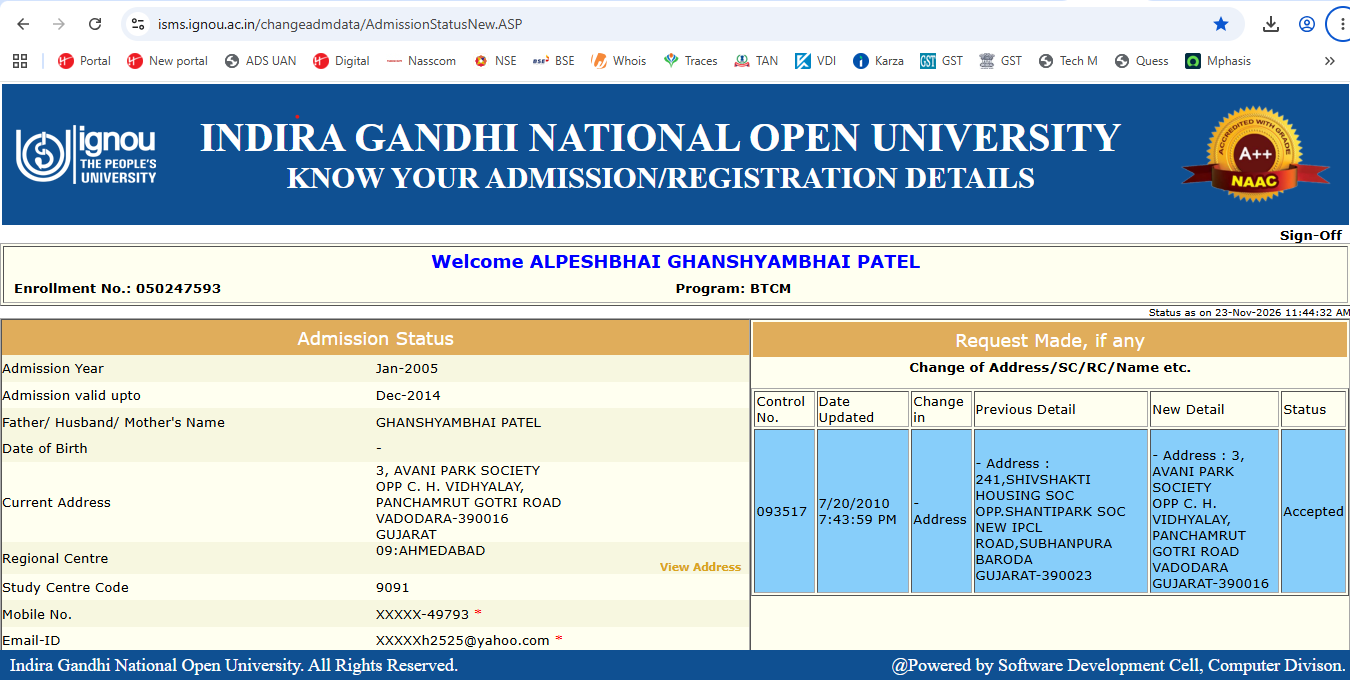 isms.ignou.ac.in/changeadmdata/AdmissionStatusNew.ASP
Portal New portal ADS UAN Digital Nasscom NSE BSE BSE Whois Traces TAN VDI Karza GST GST GST Tech M Quess Mphasis
ignou
THE PEOPLE'S
UNIVERSITY
INDIRA GANDHI NATIONAL OPEN UNIVERSITY
KNOW YOUR ADMISSION/REGISTRATION DETAILS
ACCREDITED WITH GRADE
A++
NAAC
Sign-Off
Welcome ALPESHBHAI GHANSHYAMBHAI PATEL
Enrollment No.: 050247593 Program: BTCM
Status as on 23-Nov-2026 11:44:32 AM
Admission Status
Admission Year Jan-2005
Admission valid upto Dec-2014
Father/ Husband/ Mother's Name GHANSHYAMBHAI PATEL
Date of Birth -
Current Address
3, AVANI PARK SOCIETY
OPP C. H. VIDHYALAY,
PANCHAMRUT GOTRI ROAD
VADODARA-390016
GUJARAT
Regional Centre 09:AHMEDABAD
View Address
Study Centre Code 9091
Mobile No. XXXXX-49793 *
Email-ID XXXXXh2525@yahoo.com *
Request Made, if any
Change of Address/SC/RC/Name etc.
Control
No.
Date
Updated
Change
in
Previous Detail
New Detail
Status
093517
7/20/2010
7:43:59 PM
-
Address
- Address :
241,SHIVSHAKTI
HOUSING SOC
OPP.SHANTIPARK SOC
NEW IPCL
ROAD,SUBHANPURA
BARODA
GUJARAT-390023
- Address : 3,
AVANI PARK
SOCIETY
OPP C. H.
VIDHYALAY,
PANCHAMRUT
GOTRI ROAD
VADODARA
GUJARAT-390016
Accepted
Indira Gandhi National Open University. All Rights Reserved.
@Powered by Software Development Cell, Computer Divison.